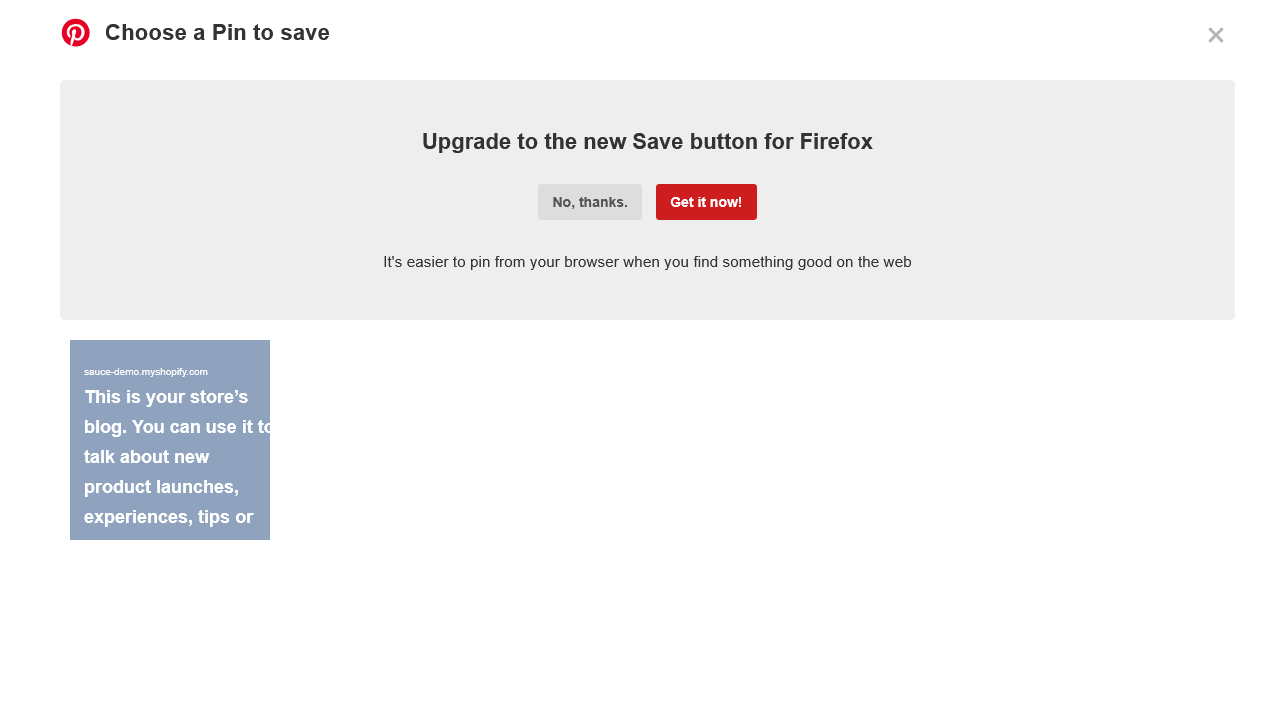 Choose a Pin to save
Upgrade to the new Save button for Firefox
No, thanks.
Get it now!
It's easier to pin from your browser when you find something good on the web
sauce-demo.myshopify.com
This is your store’s
blog. You can use it to
talk about new
product launches,
experiences, tips or